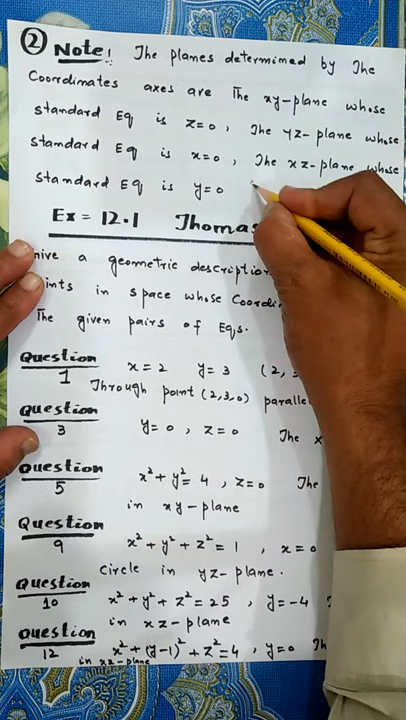 ② Note! The planes determined by The
Coordinates axes are The xy-plane whose
standard Eq is z=0, The yz-plane whose
standard Eq is x=0, The xz-plane whose
standard Eq is y=0
Ex = 12.1 Thomas
Give a geometric description
points in space whose Coordin
The given pairs of Eqs.
Question 1 x = 2 y = 3 (2, 3
Through point (2,3,0) parallel
Question 3 y=0, z=0 The x
Question 5 x²+y²=4, z=0 The
in xy-plane
Question 9 x²+y²+z²=1, x=0
Circle in yz-plane.
Question 10 x²+y²+z²=25, y=-4
in xz-plane
Question 12 x²+(y-1)²+z²=4, y=0 Th
in xz-plane